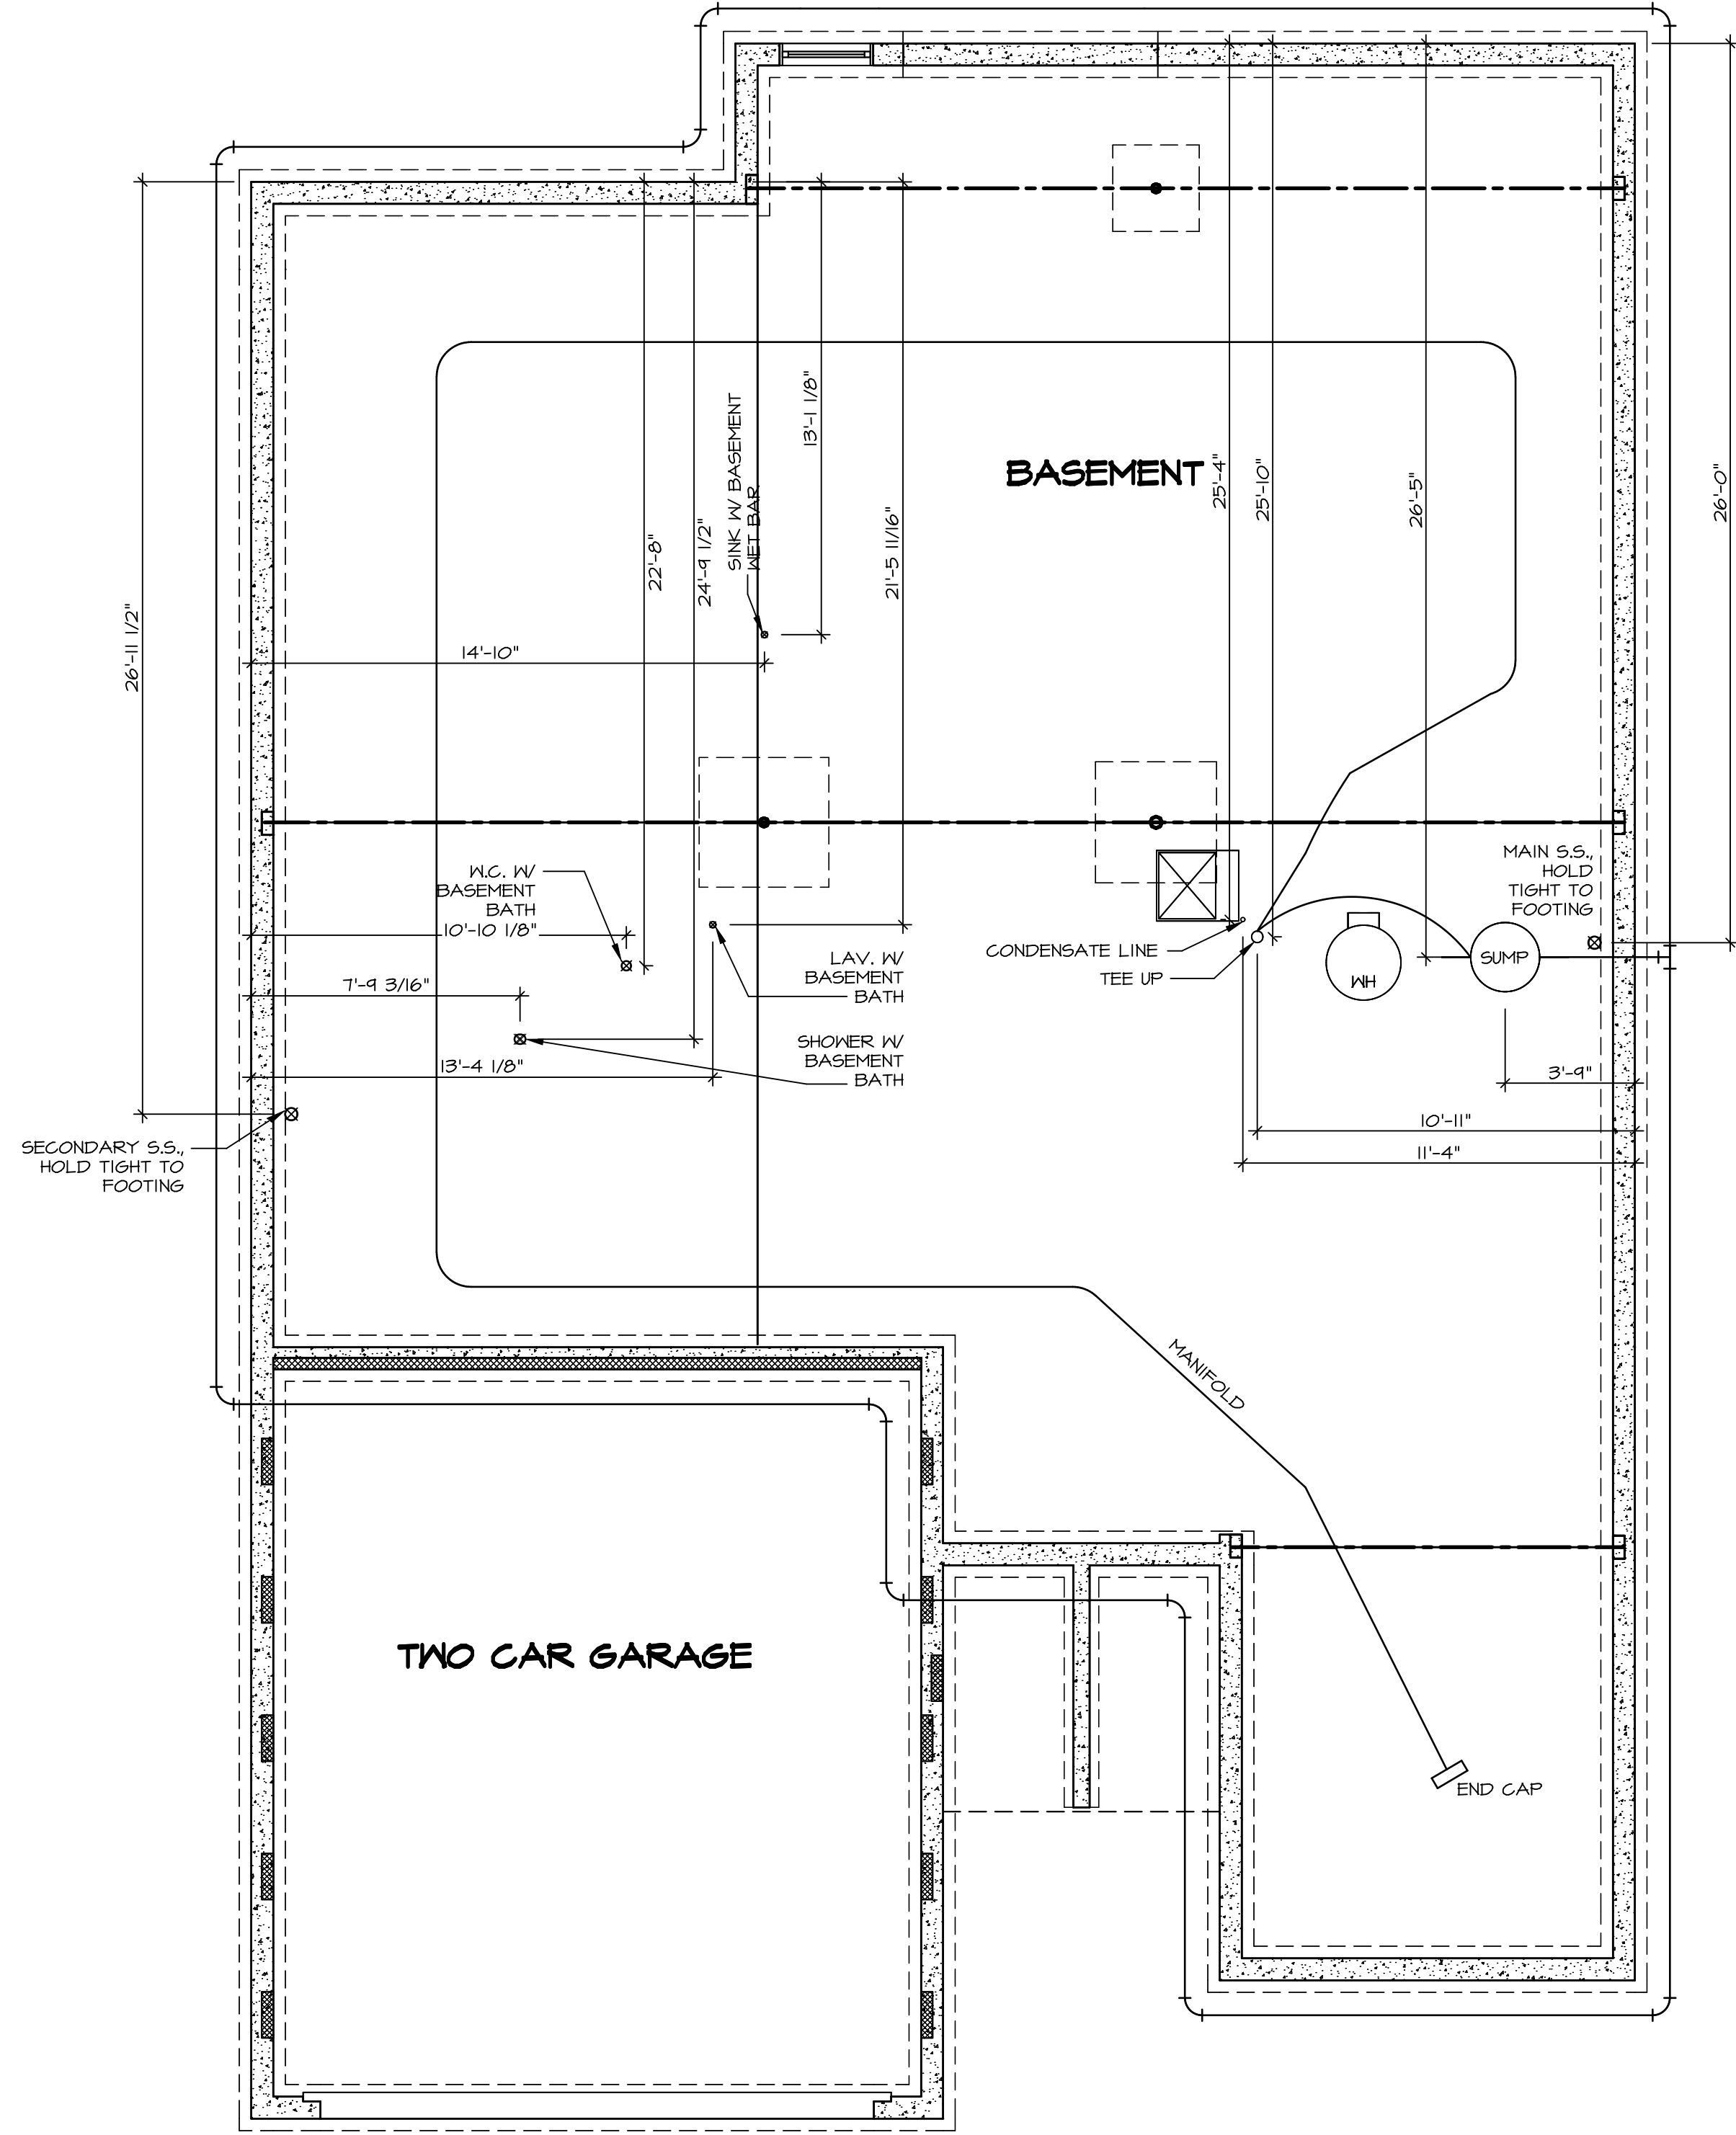 SINK W/ BASEMENT
WET BAR
13'-1 1/8"
BASEMENT
25'-4"
25'-10"
26'-5"
26'-0"
22'-8"
24'-9 1/2"
21'-5 11/16"
26'-11 1/2"
14'-10"
W.C. W/
BASEMENT
BATH
10'-10 1/8"
MAIN S.S.,
HOLD
TIGHT TO
FOOTING
LAV. W/
BASEMENT
BATH
CONDENSATE LINE
TEE UP
WH
SUMP
7'-9 3/16"
SHOWER W/
BASEMENT
BATH
13'-4 1/8"
3'-9"
10'-11"
11'-4"
SECONDARY S.S.,
HOLD TIGHT TO
FOOTING
MANIFOLD
TWO CAR GARAGE
END CAP